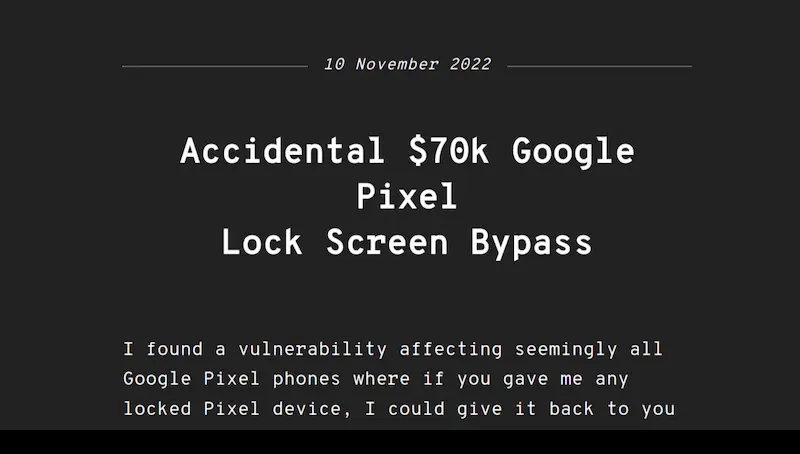 10 November 2022
Accidental $70k Google
Pixel
Lock Screen Bypass
I found a vulnerability affecting seemingly all
Google Pixel phones where if you gave me any
locked Pixel device, I could give it back to you